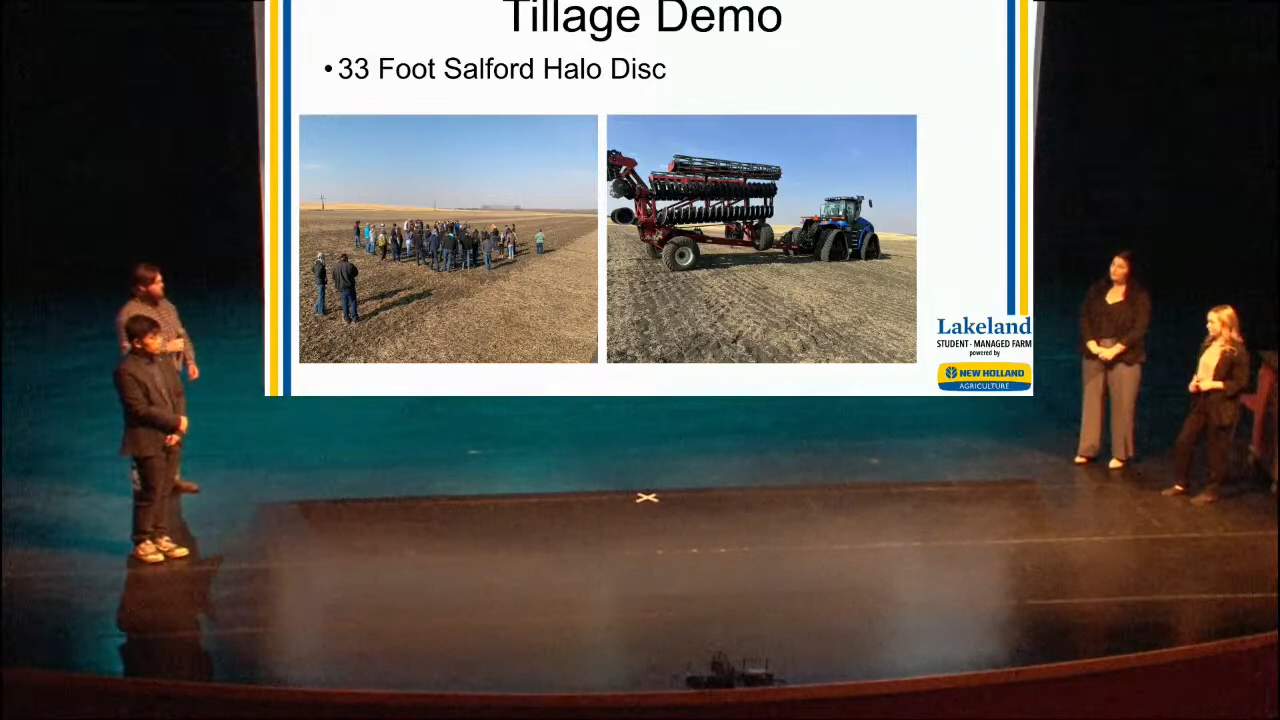 Tillage Demo
• 33 Foot Salford Halo Disc
Lakeland
STUDENT - MANAGED FARM
powered by
NEW HOLLAND
AGRICULTURE